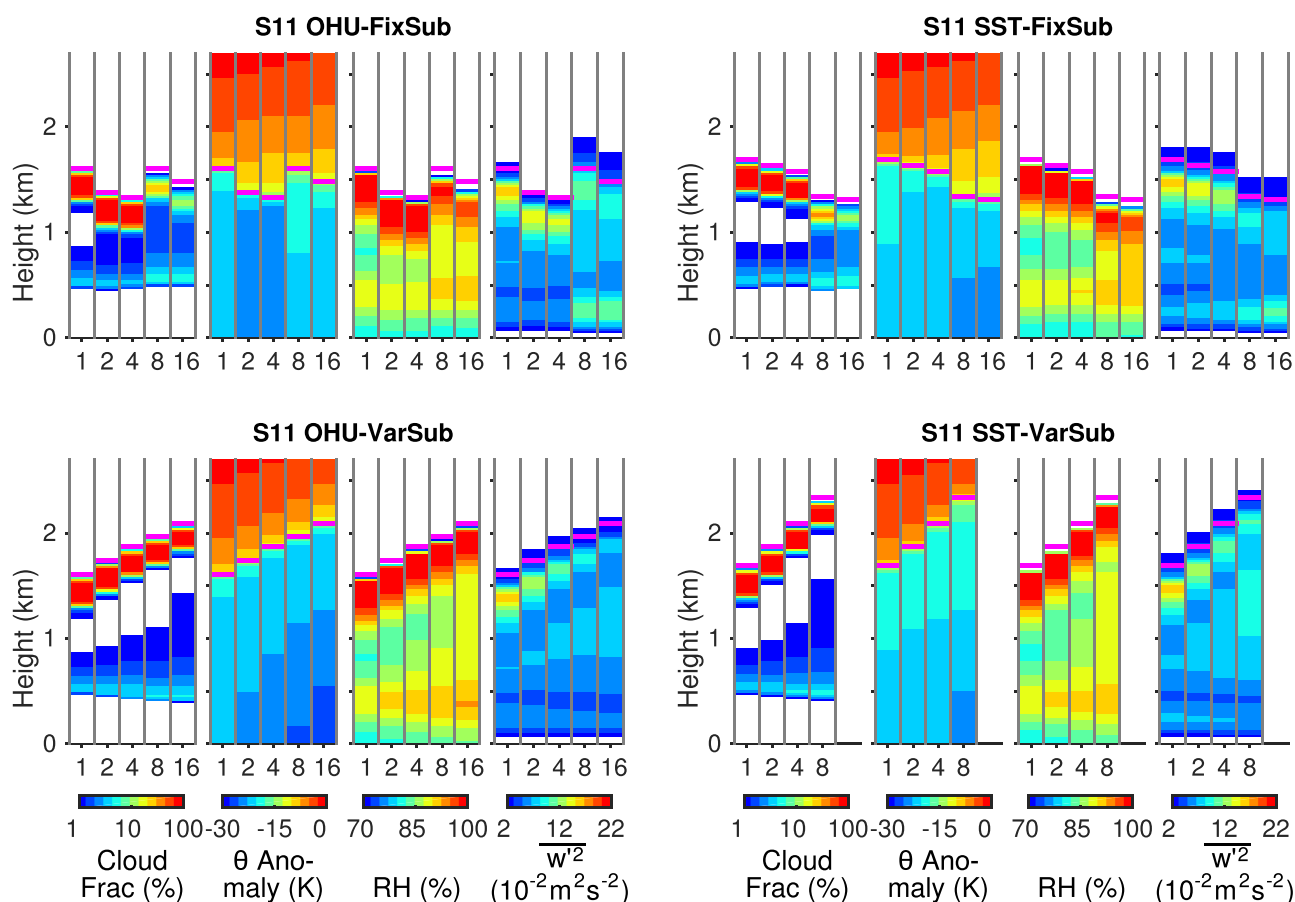 S11 OHU-FixSub
S11 SST-FixSub
Height (km)
2
1
0
1 2 4 8 16
1 2 4 8 16
1 2 4 8 16
1 2 4 8 16
Height (km)
2
1
0
1 2 4 8 16
1 2 4 8 16
1 2 4 8 16
1 2 4 8 16
S11 OHU-VarSub
S11 SST-VarSub
Height (km)
2
1
0
1 2 4 8 16
1 2 4 8 16
1 2 4 8 16
1 2 4 8 16
Height (km)
2
1
0
1 2 4 8
1 2 4 8
1 2 4 8
1 2 4 8
1 10 100
Cloud
Frac (%)
-30 -15 0
θ Ano-
maly (K)
70 85 100
RH (%)
2 12 22
w'²
(10⁻²m²s⁻²)
1 10 100
Cloud
Frac (%)
-30 -15 0
θ Ano-
maly (K)
70 85 100
RH (%)
2 12 22
w'²
(10⁻²m²s⁻²)